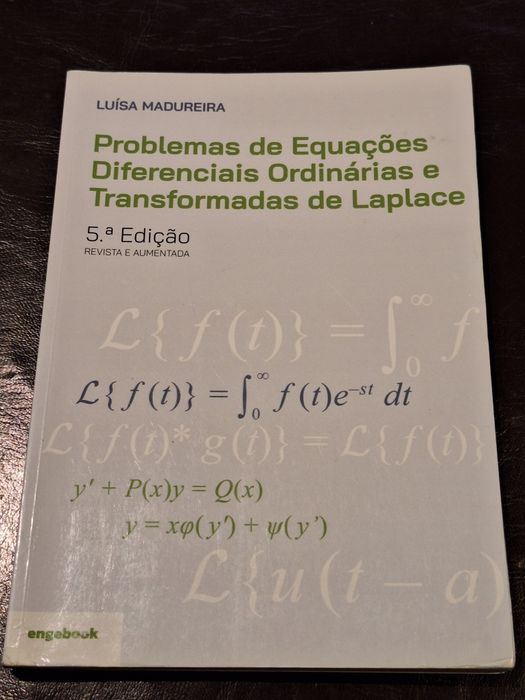 LUÍSA MADUREIRA
Problemas de Equações
Diferenciais Ordinárias e
Transformadas de Laplace
5.ª Edição
REVISTA E AUMENTADA
ℒ{f(t)} = ∫₀^∞ f
ℒ{f(t)} = ∫₀^∞ f(t)e⁻ˢᵗ dt
ℒ{f(t)* g(t)} = ℒ{f(t)}
y' + P(x)y = Q(x)
y = xφ(y') + ψ(y')
ℒ{u(t − a)
engebook